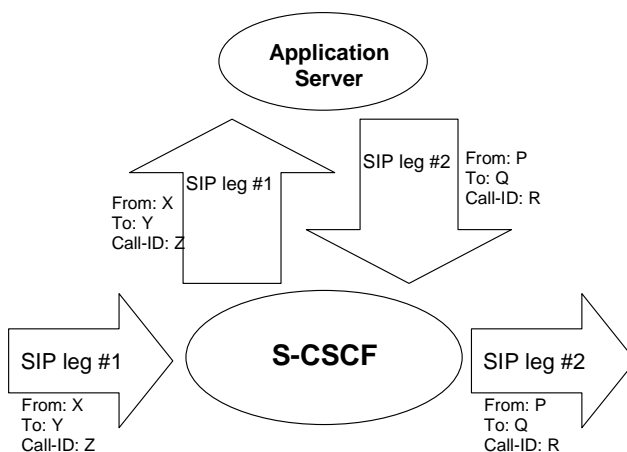 Application
Server
SIP leg #1
From: X
To: Y
Call-ID: Z
SIP leg #2
From: P
To: Q
Call-ID: R
SIP leg #1
From: X
To: Y
Call-ID: Z
S-CSCF
SIP leg #2
From: P
To: Q
Call-ID: R